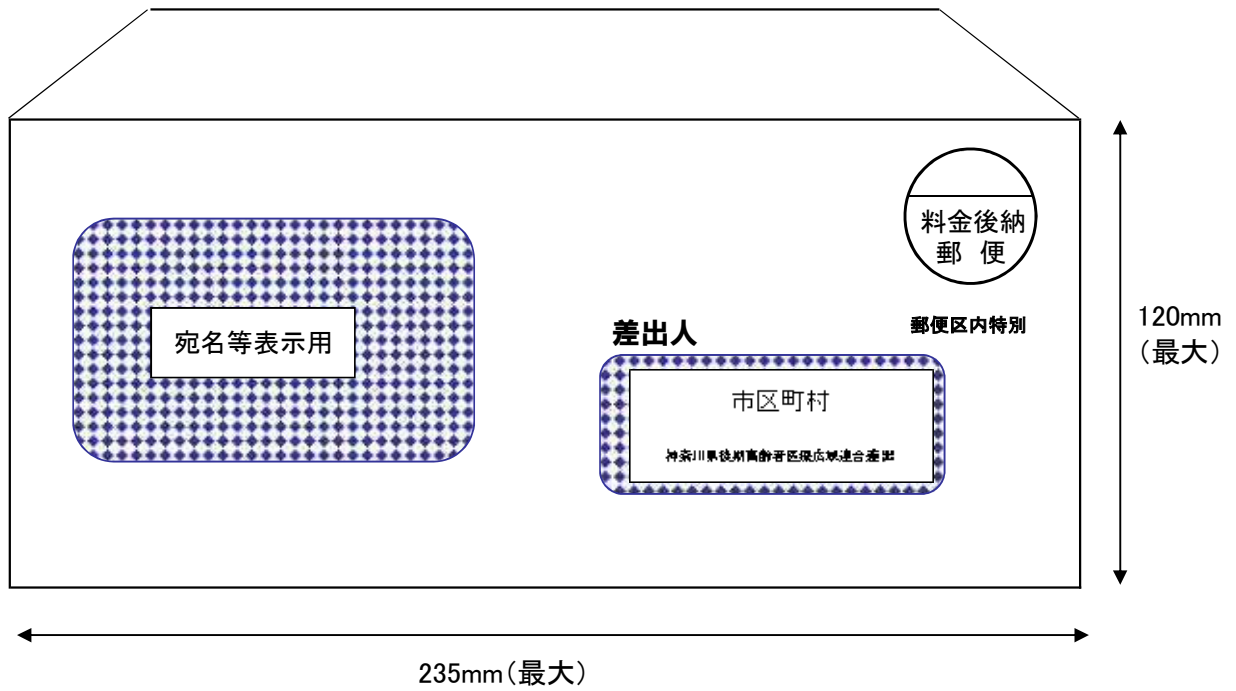 料金後納
郵便
郵便区内特別
宛名等表示用
差出人
市区町村
神奈川県後期高齢者医療広域連合差出
120mm
(最大)
235mm(最大)